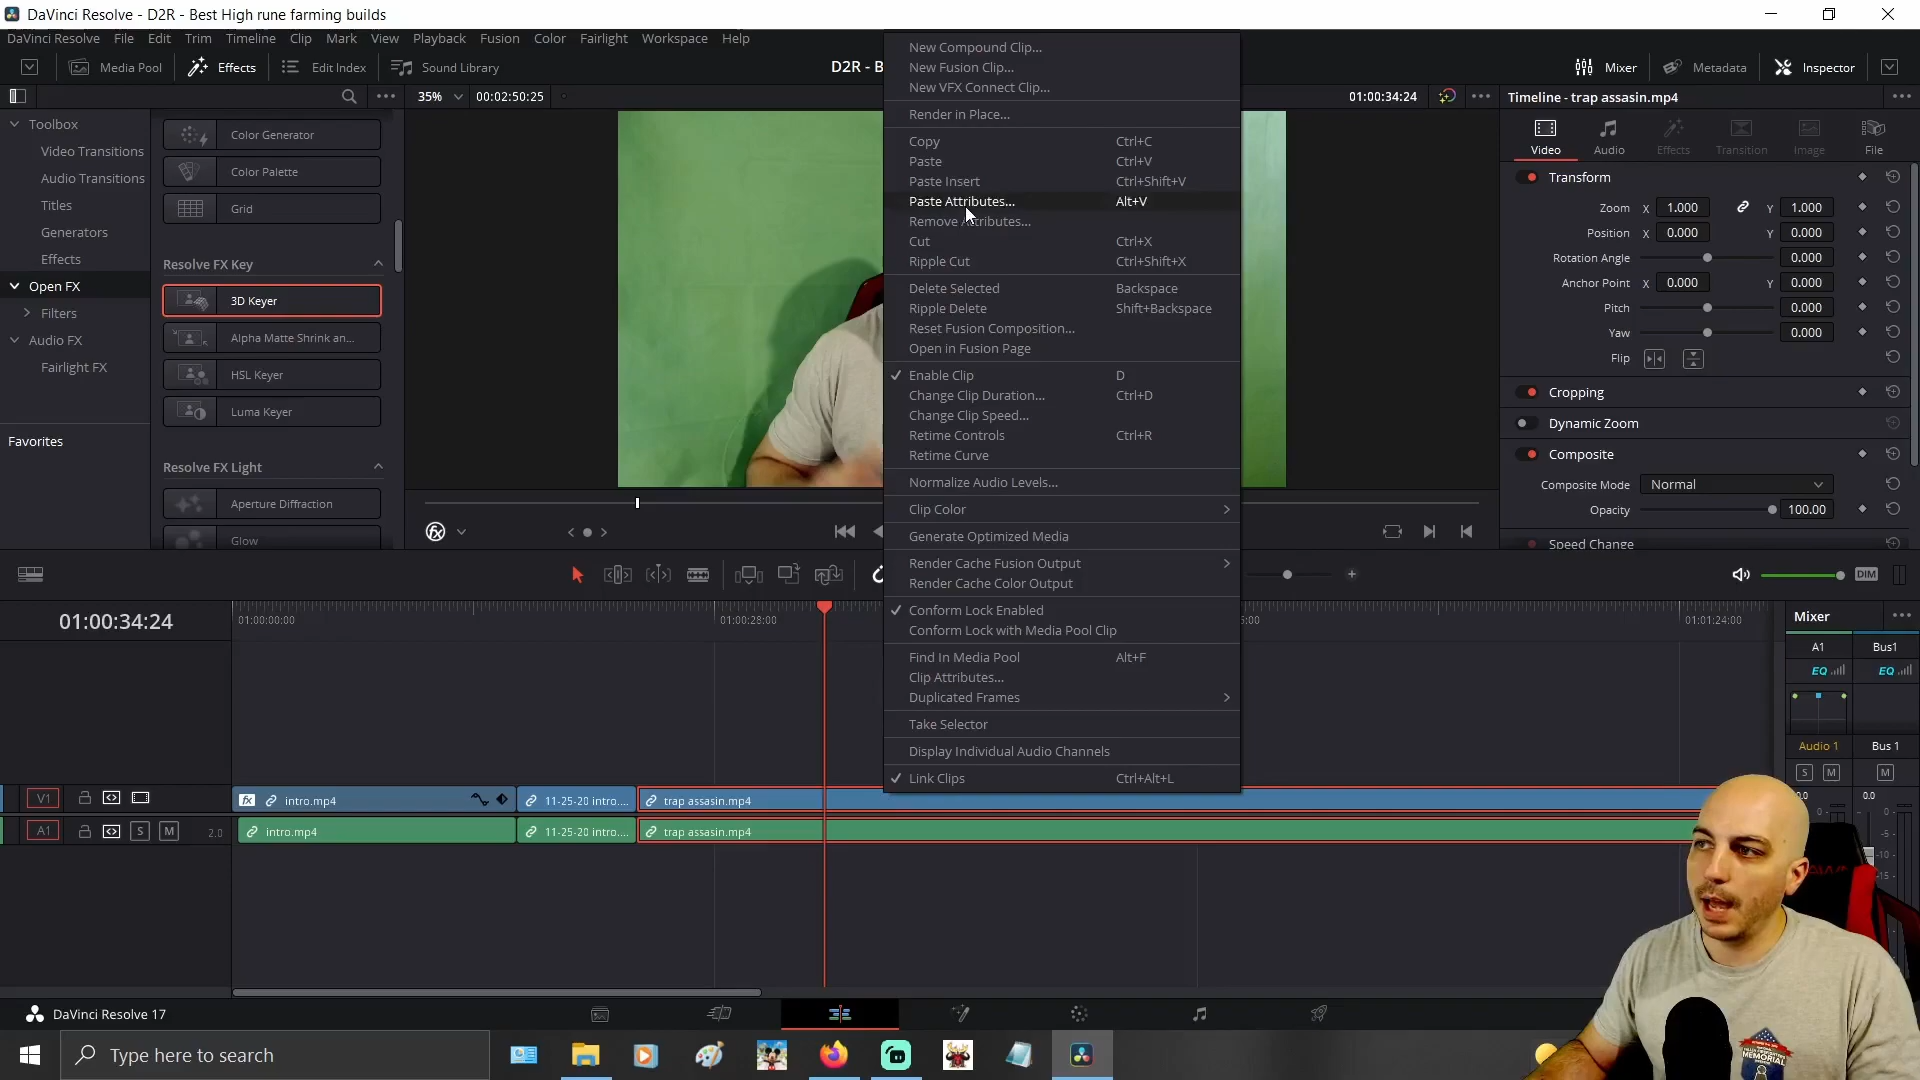 DaVinci Resolve - D2R - Best High rune farming builds
DaVinci Resolve File Edit Trim Timeline Clip Mark View Playback Fusion Color Fairlight Workspace Help
Media Pool Effects Edit Index Sound Library D2R - B Mixer Metadata Inspector
35% 00:02:50:25 01:00:34:24 Timeline - trap assasin.mp4
Toolbox
Video Transitions
Audio Transitions
Titles
Generators
Effects
Open FX
Filters
Audio FX
Fairlight FX
Favorites
Color Generator
Color Palette
Grid
Resolve FX Key
3D Keyer
Alpha Matte Shrink an...
HSL Keyer
Luma Keyer
Resolve FX Light
Aperture Diffraction
Glow
New Compound Clip...
New Fusion Clip...
New VFX Connect Clip...
Render in Place...
Copy Ctrl+C
Paste Ctrl+V
Paste Insert Ctrl+Shift+V
Paste Attributes... Alt+V
Remove Attributes...
Cut Ctrl+X
Ripple Cut Ctrl+Shift+X
Delete Selected Backspace
Ripple Delete Shift+Backspace
Reset Fusion Composition...
Open in Fusion Page
Enable Clip D
Change Clip Duration... Ctrl+D
Change Clip Speed...
Retime Controls Ctrl+R
Retime Curve
Normalize Audio Levels...
Clip Color
Generate Optimized Media
Render Cache Fusion Output
Render Cache Color Output
Conform Lock Enabled
Conform Lock with Media Pool Clip
Find In Media Pool Alt+F
Clip Attributes...
Duplicated Frames
Take Selector
Display Individual Audio Channels
Link Clips Ctrl+Alt+L
Video Audio Effects Transition Image File
Transform
Zoom X 1.000 Y 1.000
Position X 0.000 Y 0.000
Rotation Angle 0.000
Anchor Point X 0.000 Y 0.000
Pitch 0.000
Yaw 0.000
Flip
Cropping
Dynamic Zoom
Composite
Composite Mode Normal
Opacity 100.00
Speed Change
DIM
01:00:34:24
01:00:00:00 01:00:28:00 5:00 01:01:24:00
V1 fx intro.mp4 11-25-20 intro.... trap assasin.mp4
A1 S M 2.0 intro.mp4 11-25-20 intro.... trap assasin.mp4
Mixer
A1 Bus1
EQ EQ
Audio 1 Bus 1
S M M
0.0 0.0
0
-5
-10
-15
MEMORIAL
DaVinci Resolve 17
Type here to search